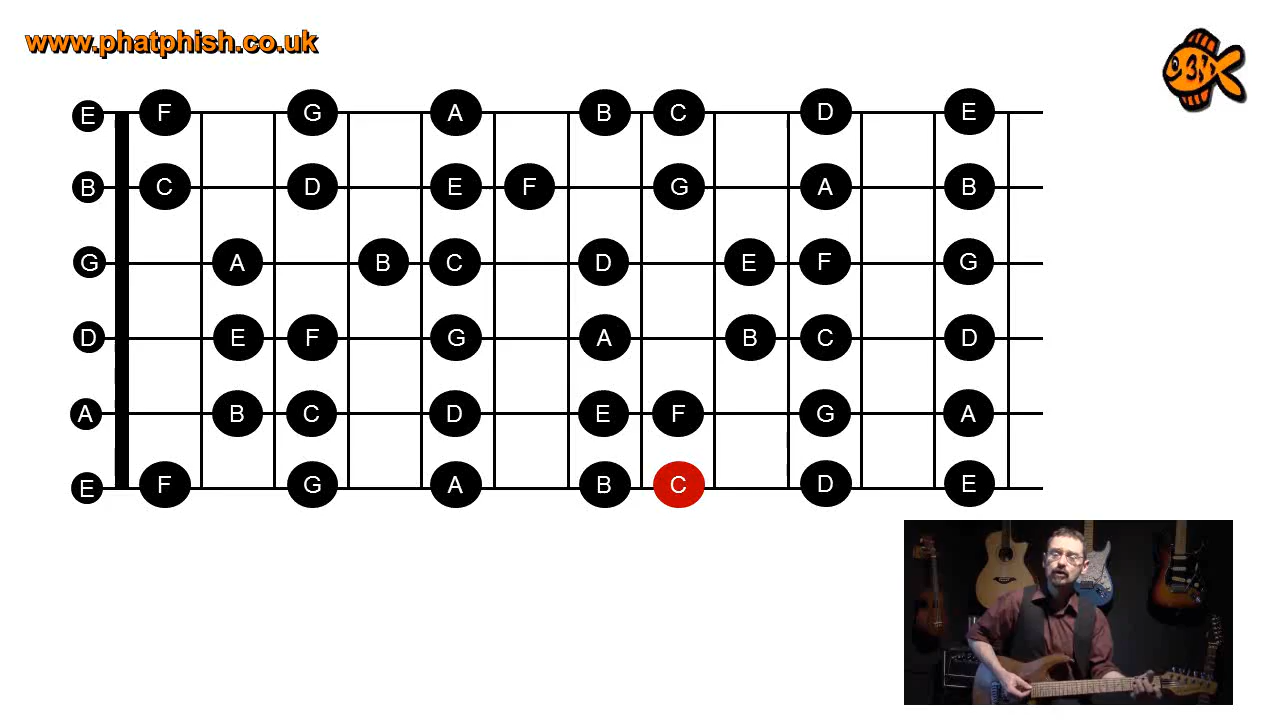 www.phatphish.co.uk
E F G A B C D E
B C D E F G A B
G A B C D E F G
D E F G A B C D
A B C D E F G A
E F G A B C D E